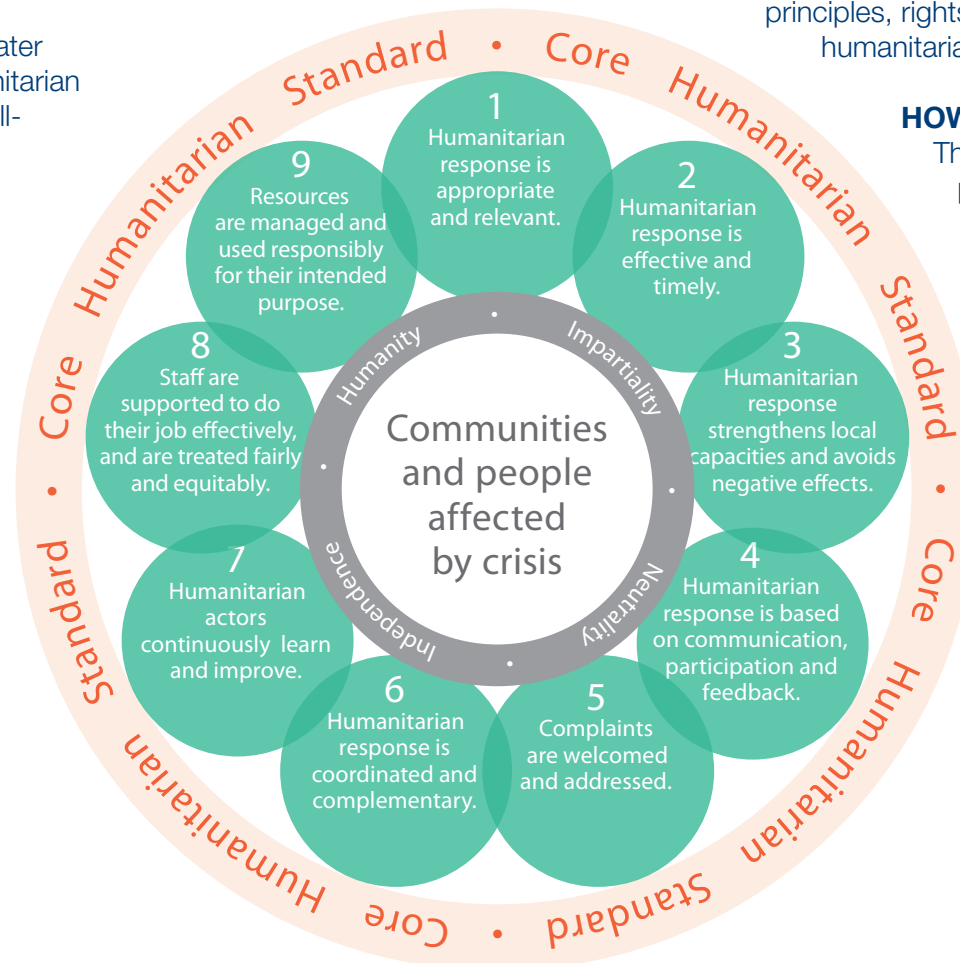 principles, rights
humanitaria
HOW
Th
ater
nitarian
ll-
Core Humanitarian Standard • Core Humanitarian Standard • Core Humanitarian Standard • Core Humanitarian Standard •
1
Humanitarian
response is
appropriate
and relevant.
2
Humanitarian
response is
effective and
timely.
3
Humanitarian
response
strengthens local
capacities and avoids
negative effects.
4
Humanitarian
response is based
on communication,
participation and
feedback.
5
Complaints
are welcomed
and addressed.
6
Humanitarian
response is
coordinated and
complementary.
7
Humanitarian
actors
continuously learn
and improve.
8
Staff are
supported to do
their job effectively,
and are treated fairly
and equitably.
9
Resources
are managed and
used responsibly
for their intended
purpose.
Humanity • Impartiality • Neutrality • Independence •
Communities
and people
affected
by crisis